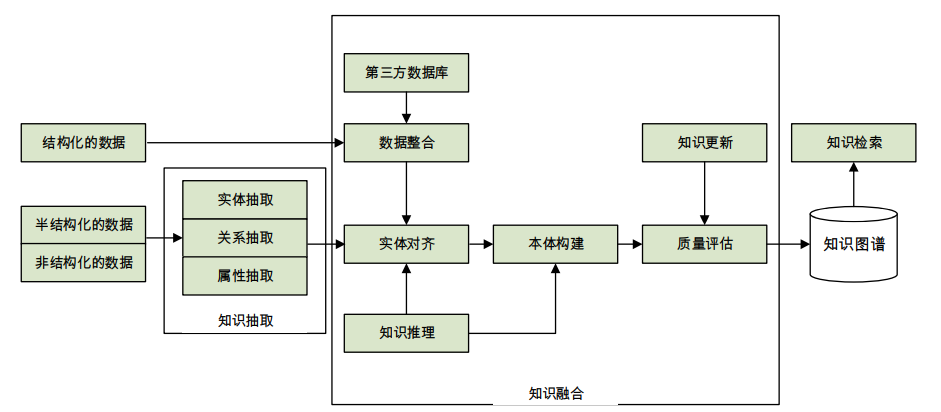 第三方数据库
结构化的数据
数据整合
知识更新
知识检索
实体抽取
半结构化的数据
关系抽取
实体对齐
本体构建
质量评估
知识图谱
非结构化的数据
属性抽取
知识抽取
知识推理
知识融合